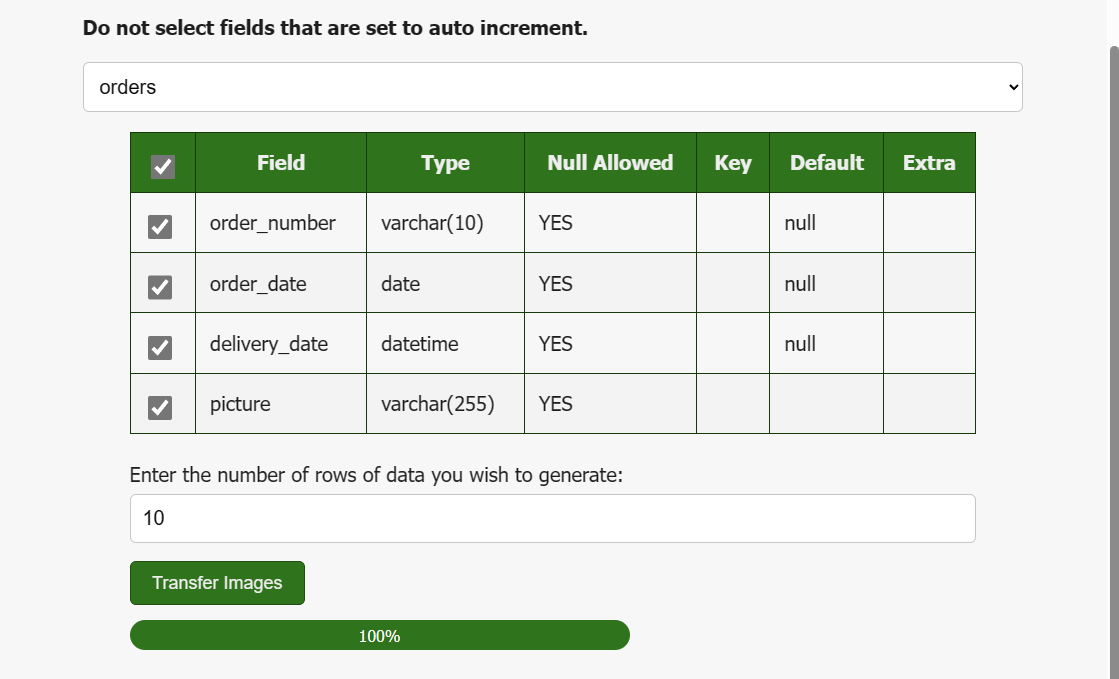 Do not select fields that are set to auto increment.
orders
Field Type Null Allowed Key Default Extra
order_number varchar(10) YES null
order_date date YES null
delivery_date datetime YES null
picture varchar(255) YES
Enter the number of rows of data you wish to generate:
10
Transfer Images
100%